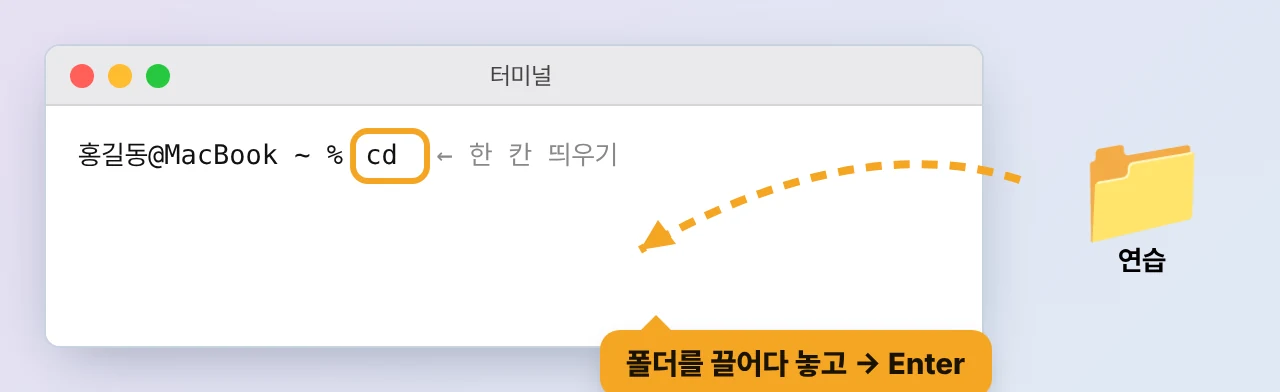 터미널
홍길동@MacBook ~ % cd ← 한 칸 띄우기
연습
폴더를 끌어다 놓고 → Enter